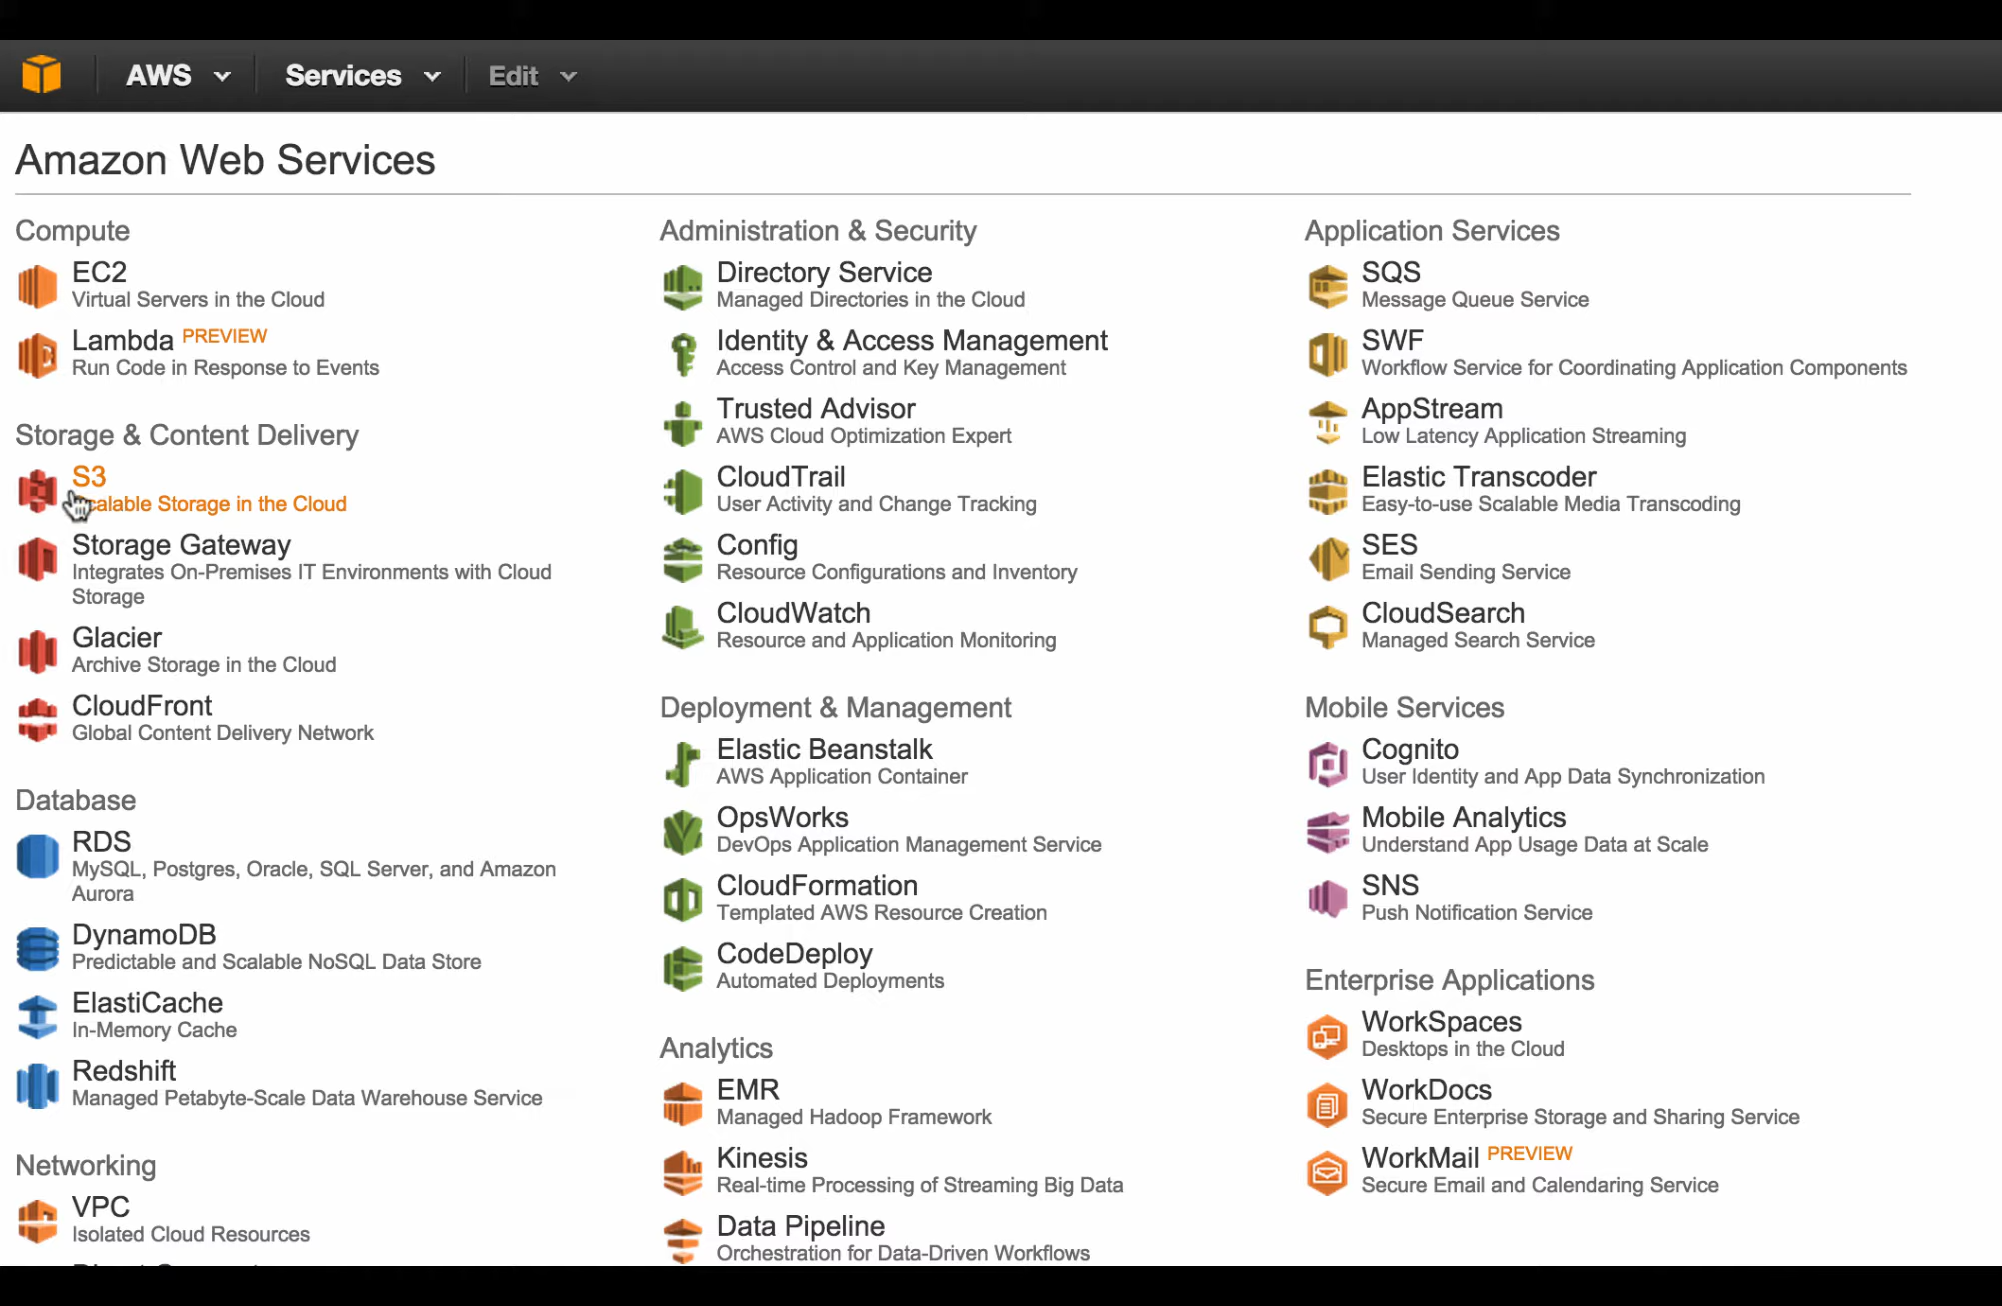 AWS
Services
Edit
Amazon Web Services
Compute
EC2
Virtual Servers in the Cloud
Lambda PREVIEW
Run Code in Response to Events
Storage & Content Delivery
S3
calable Storage in the Cloud
Storage Gateway
Integrates On-Premises IT Environments with Cloud
Storage
Glacier
Archive Storage in the Cloud
CloudFront
Global Content Delivery Network
Database
RDS
MySQL, Postgres, Oracle, SQL Server, and Amazon
Aurora
DynamoDB
Predictable and Scalable NoSQL Data Store
ElastiCache
In-Memory Cache
Redshift
Managed Petabyte-Scale Data Warehouse Service
Networking
VPC
Isolated Cloud Resources
Administration & Security
Directory Service
Managed Directories in the Cloud
Identity & Access Management
Access Control and Key Management
Trusted Advisor
AWS Cloud Optimization Expert
CloudTrail
User Activity and Change Tracking
Config
Resource Configurations and Inventory
CloudWatch
Resource and Application Monitoring
Deployment & Management
Elastic Beanstalk
AWS Application Container
OpsWorks
DevOps Application Management Service
CloudFormation
Templated AWS Resource Creation
CodeDeploy
Automated Deployments
Analytics
EMR
Managed Hadoop Framework
Kinesis
Real-time Processing of Streaming Big Data
Data Pipeline
Orchestration for Data-Driven Workflows
Application Services
SQS
Message Queue Service
SWF
Workflow Service for Coordinating Application Components
AppStream
Low Latency Application Streaming
Elastic Transcoder
Easy-to-use Scalable Media Transcoding
SES
Email Sending Service
CloudSearch
Managed Search Service
Mobile Services
Cognito
User Identity and App Data Synchronization
Mobile Analytics
Understand App Usage Data at Scale
SNS
Push Notification Service
Enterprise Applications
WorkSpaces
Desktops in the Cloud
WorkDocs
Secure Enterprise Storage and Sharing Service
WorkMail PREVIEW
Secure Email and Calendaring Service